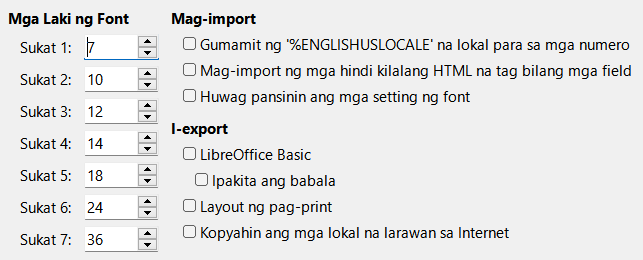 Mga Laki ng Font
Sukat 1: 7
Sukat 2: 10
Sukat 3: 12
Sukat 4: 14
Sukat 5: 18
Sukat 6: 24
Sukat 7: 36
Mag-import
Gumamit ng '%ENGLISHUSLOCALE' na lokal para sa mga numero
Mag-import ng mga hindi kilalang HTML na tag bilang mga field
Huwag pansinin ang mga setting ng font
I-export
LibreOffice Basic
Ipakita ang babala
Layout ng pag-print
Kopyahin ang mga lokal na larawan sa Internet